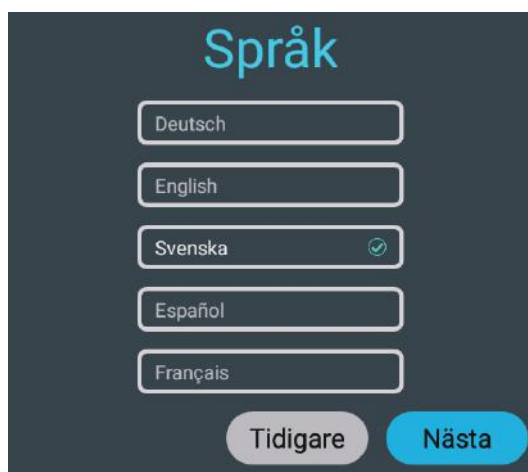 Språk
Deutsch
English
Svenska
Español
Français
Tidigare Nästa